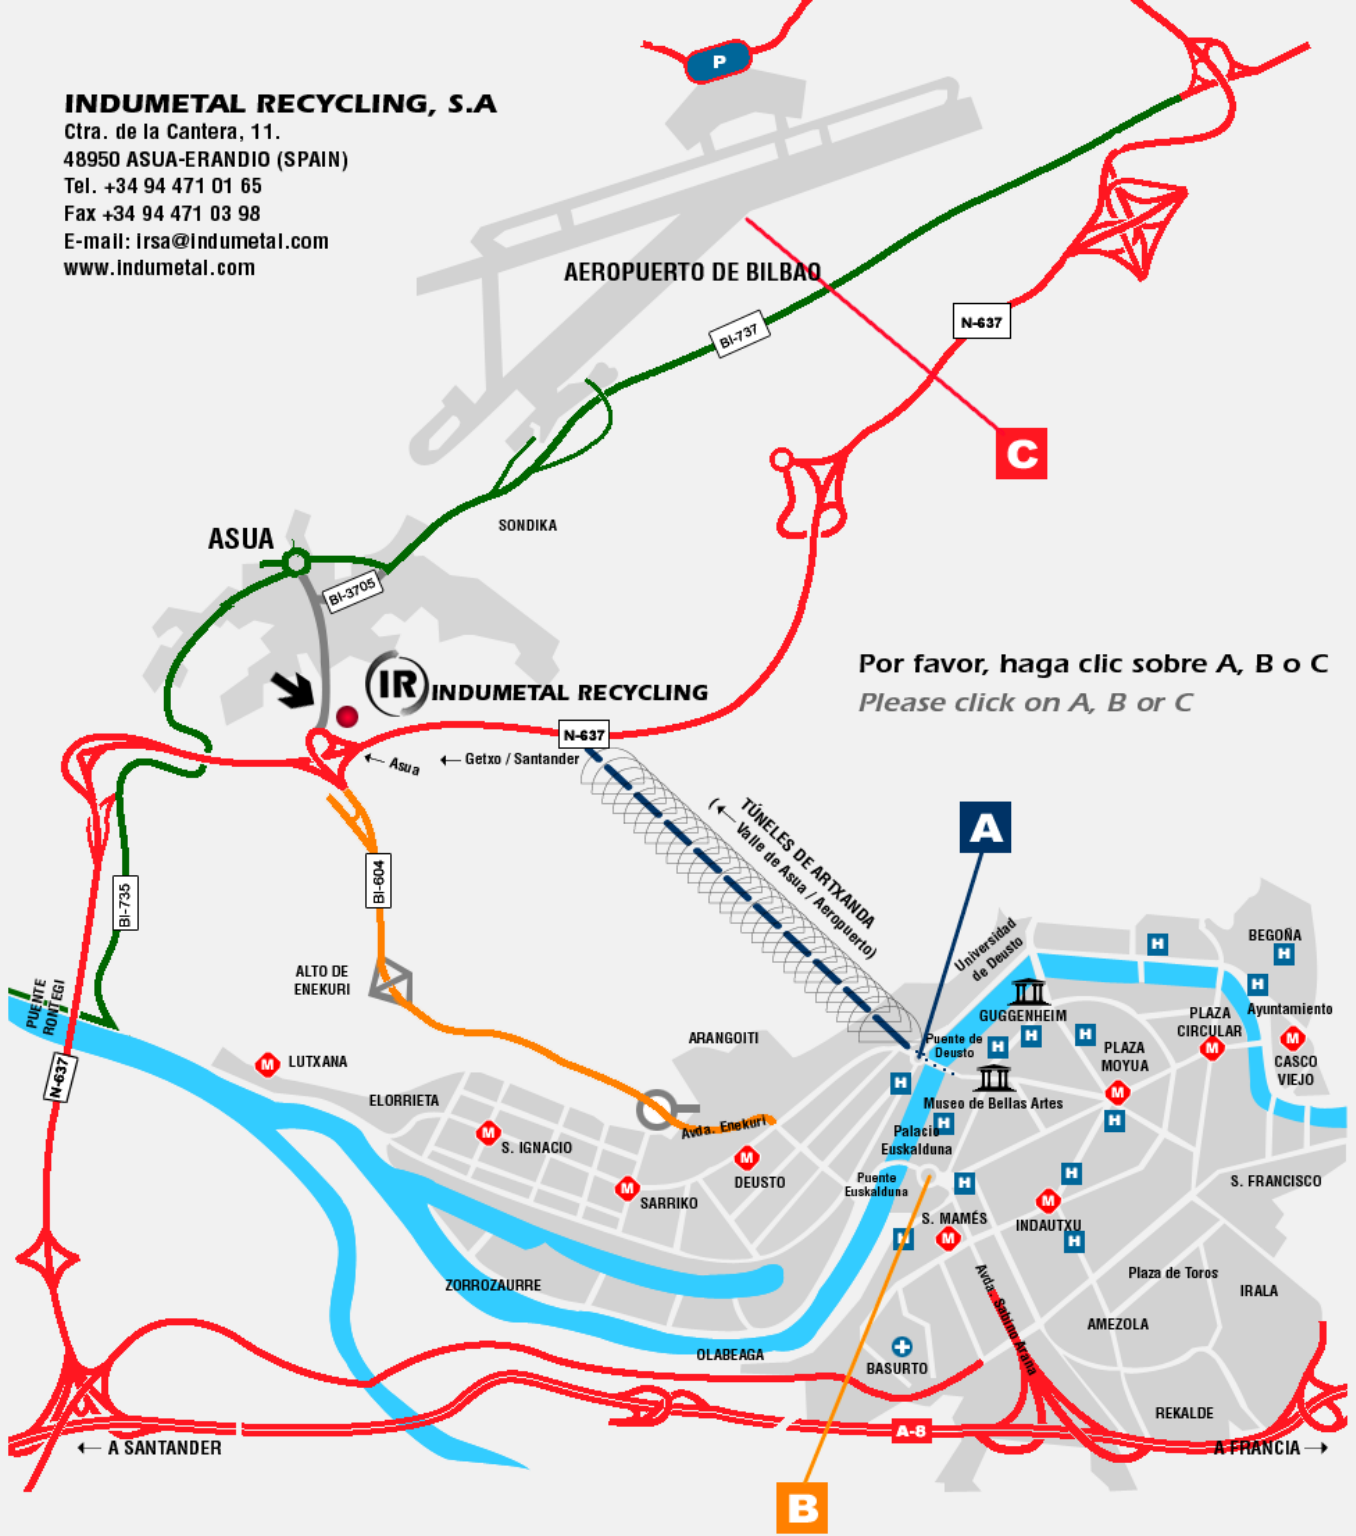 P
INDUMETAL RECYCLING, S.A
Ctra. de la Cantera, 11.
48950 ASUA-ERANDIO (SPAIN)
Tel. +34 94 471 01 65
Fax +34 94 471 03 98
E-mail: irsa@indumetal.com
www.indumetal.com
AEROPUERTO DE BILBAO
BI-737
N-637
C
SONDIKA
ASUA
BI-3705
Por favor, haga clic sobre A, B o C
Please click on A, B or C
IR
INDUMETAL RECYCLING
N-637
← Asua
← Getxo / Santander
TÚNELES DE ARTXANDA
(← Valle de Asua / Aeropuerto)
A
BI-604
BI-735
ALTO DE
ENEKURI
PUENTE
RONTEGI
N-637
Universidad
de Deusto
H
BEGOÑA
H
H
Ayuntamiento
GUGGENHEIM
PLAZA
CIRCULAR
M
M
CASCO
VIEJO
H
H
H
PLAZA
MOYUA
M
H
Puente de
Deusto
Museo de Bellas Artes
H
H
Palacio
Euskalduna
Puente
Euskalduna
ARANGOITI
M
LUTXANA
ELORRIETA
M
S. IGNACIO
Avda. Enekuri
M
DEUSTO
M
SARRIKO
H
H
M
INDAUTXU
H
S. MAMÉS
M
H
S. FRANCISCO
ZORROZAURRE
Avda. Sabino Arana
Plaza de Toros
IRALA
AMEZOLA
OLABEAGA
BASURTO
REKALDE
A-8
← A SANTANDER
A FRANCIA →
B